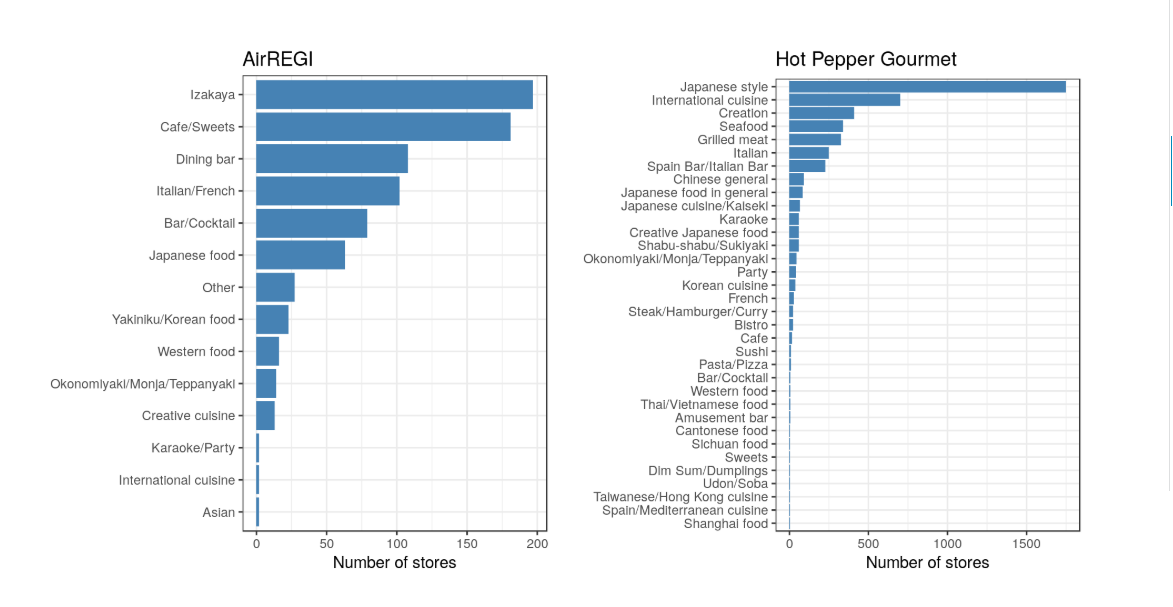 AirREGI
Izakaya
Cafe/Sweets
Dining bar
Italian/French
Bar/Cocktail
Japanese food
Other
Yakiniku/Korean food
Western food
Okonomiyaki/Monja/Teppanyaki
Creative cuisine
Karaoke/Party
International cuisine
Asian
0 50 100 150 200
Number of stores
Hot Pepper Gourmet
Japanese style
International cuisine
Creation
Seafood
Grilled meat
Italian
Spain Bar/Italian Bar
Chinese general
Japanese food in general
Japanese cuisine/Kaiseki
Karaoke
Creative Japanese food
Shabu-shabu/Sukiyaki
Okonomiyaki/Monja/Teppanyaki
Party
Korean cuisine
French
Steak/Hamburger/Curry
Bistro
Cafe
Sushi
Pasta/Pizza
Bar/Cocktail
Western food
Thai/Vietnamese food
Amusement bar
Cantonese food
Sichuan food
Sweets
Dim Sum/Dumplings
Udon/Soba
Taiwanese/Hong Kong cuisine
Spain/Mediterranean cuisine
Shanghai food
0 500 1000 1500
Number of stores